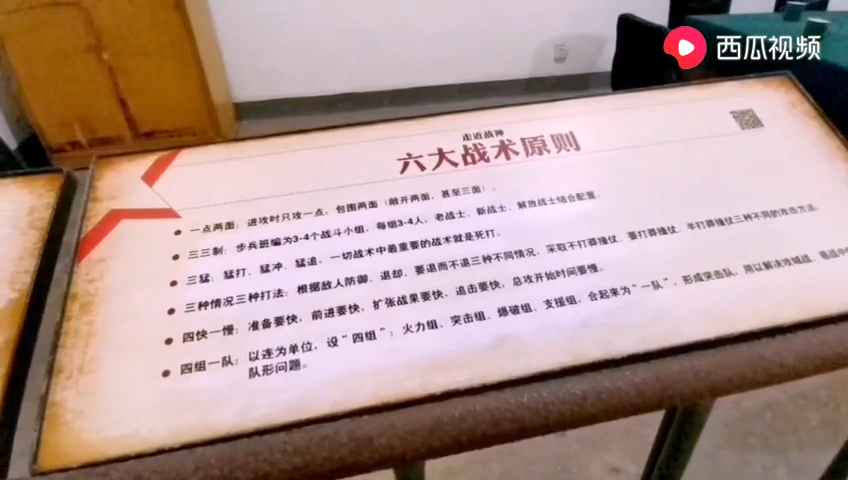 西瓜视频
走近战神
六大战术原则
一点两面：进攻时只攻一点，包围两面（敞开两面，甚至三面）。
三三制：步兵班编为3-4个战斗小组，每组3-4人，老战士、新战士、解放战士结合配置。
三猛：猛打、猛冲、猛追，一切战术中最重要的战术就是死打。
三种情况三种打法：根据敌人防御、退却、要退而不退三种不同情况，采取不打莽撞仗、要打莽撞仗、半打莽撞仗三种不同的攻击方法。
四快一慢：准备要快，前进要快，扩张战果要快，追击要快，总攻开始时间要慢。
四组一队：以连为单位，设“四组”：火力组、突击组、爆破组、支援组，合起来为“一队”，形成突击队，用以解决攻城战、巷战中
队形问题。